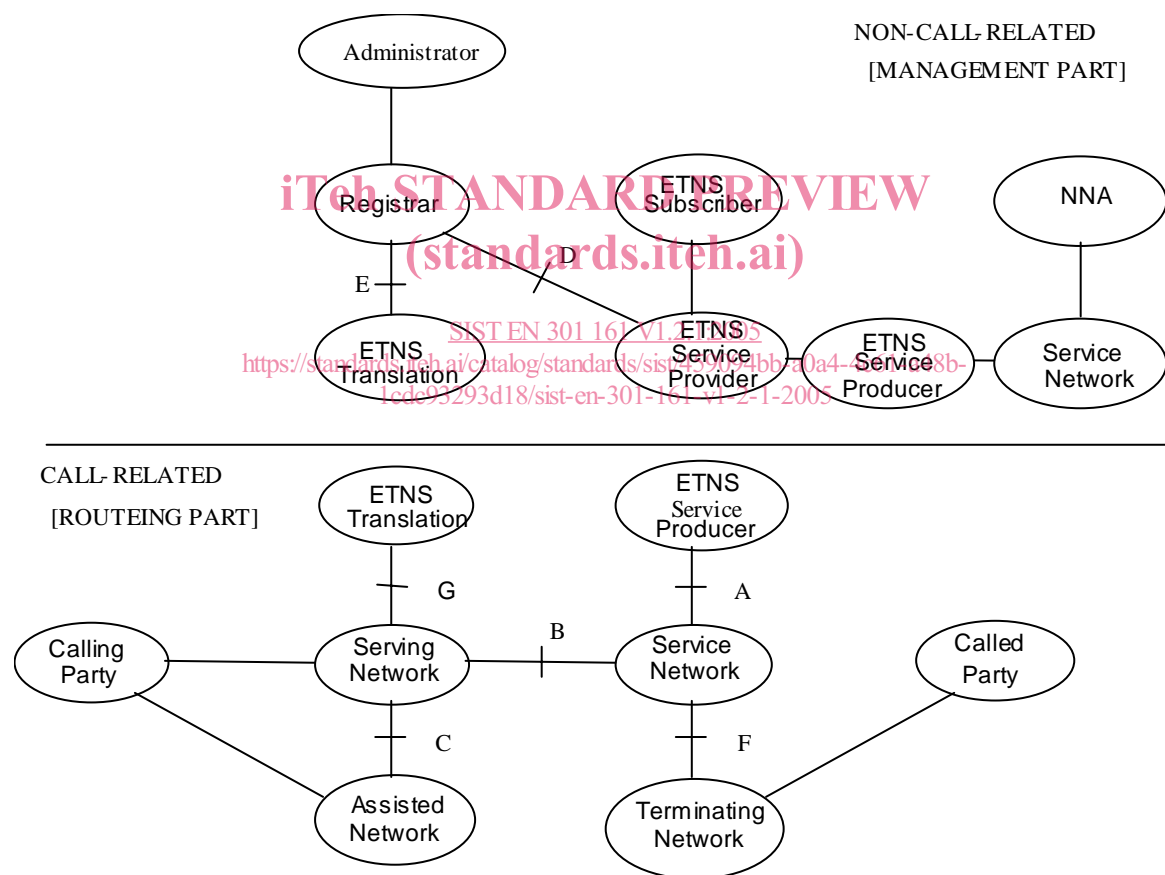 Administrator
NON-CALL-RELATED
[MANAGEMENT PART]
iTeh STANDARD PREVIEW
(standards.iteh.ai)
Registrar
ETNS
Subscriber
NNA
D
E
SIST EN 301 161 V1.2.1:2005
ETNS
Translation
ETNS
Service
Provider
ETNS
Service
Producer
Service
Network
1cdc93293d18/sist-en-301-161-v1-2-1-2005
CALL-RELATED
[ROUTEING PART]
ETNS
Translation
ETNS
Service
Producer
G
A
Calling
Party
Serving
Network
B
Service
Network
Called
Party
C
F
Assisted
Network
Terminating
Network